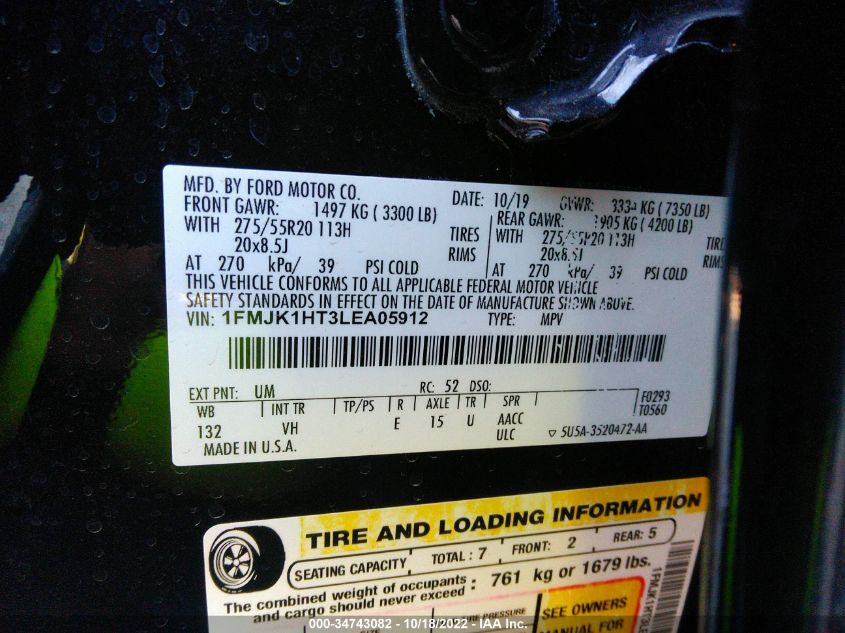 MFD. BY FORD MOTOR CO. DATE: 10/19 GVWR: 3334 KG ( 7350 LB)
FRONT GAWR: 1497 KG ( 3300 LB) REAR GAWR: 1905 KG ( 4200 LB)
WITH 275/55R20 113H TIRES WITH 275/55R20 113H TIRES
20x8.5J RIMS 20x8.5J RIMS
AT 270 kPa/ 39 PSI COLD AT 270 kPa/ 39 PSI COLD
THIS VEHICLE CONFORMS TO ALL APPLICABLE FEDERAL MOTOR VEHICLE
SAFETY STANDARDS IN EFFECT ON THE DATE OF MANUFACTURE SHOWN ABOVE.
VIN: 1FMJK1HT3LEA05912 TYPE: MPV
EXT PNT: UM RC: 52 DSO:
WB INT TR TP/PS R AXLE TR SPR F0293
132 VH E 15 U AACC T0560
ULC 5U5A-3520472-AA
MADE IN U.S.A.
TIRE AND LOADING INFORMATION
SEATING CAPACITY TOTAL : 7 FRONT: 2 REAR: 5
The combined weight of occupants : 761 kg or 1679 lbs.
and cargo should never exceed
SEE OWNERS
MANUAL FOR
000-34743082 - 10/18/2022 - IAA Inc.